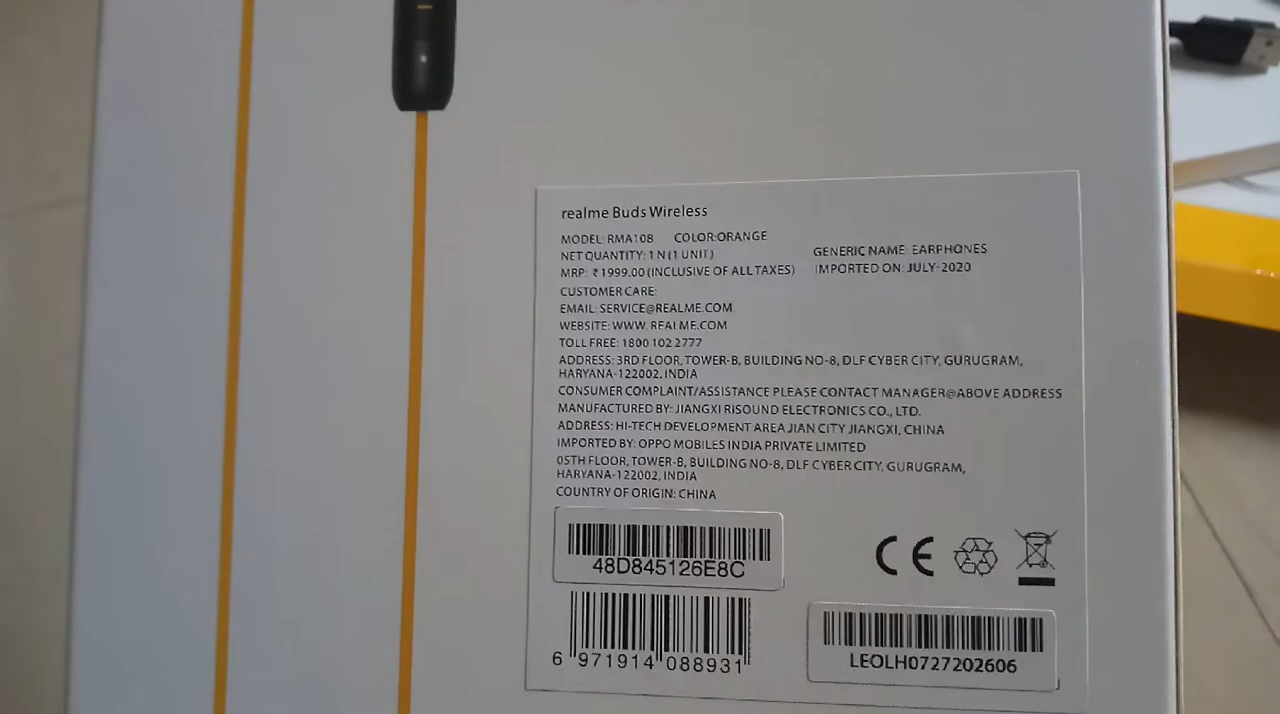 realme Buds Wireless
MODEL: RMA108 COLOR:ORANGE
NET QUANTITY: 1 N (1 UNIT) GENERIC NAME: EARPHONES
MRP: ₹ 1999.00 (INCLUSIVE OF ALL TAXES) IMPORTED ON: JULY-2020
CUSTOMER CARE:
EMAIL: SERVICE@REALME.COM
WEBSITE: WWW. REALME.COM
TOLL FREE: 1800 102 2777
ADDRESS: 3RD FLOOR, TOWER-B, BUILDING NO-8, DLF CYBER CITY, GURUGRAM,
HARYANA-122002, INDIA
CONSUMER COMPLAINT/ASSISTANCE PLEASE CONTACT MANAGER@ABOVE ADDRESS
MANUFACTURED BY: JIANGXI RISOUND ELECTRONICS CO., LTD.
ADDRESS: HI-TECH DEVELOPMENT AREA JIAN CITY JIANGXI, CHINA
IMPORTED BY: OPPO MOBILES INDIA PRIVATE LIMITED
05TH FLOOR, TOWER-B, BUILDING NO-8, DLF CYBER CITY, GURUGRAM,
HARYANA-122002, INDIA
COUNTRY OF ORIGIN: CHINA
48D845126E8C
CE
6 971914 088931
LEOLH0727202606